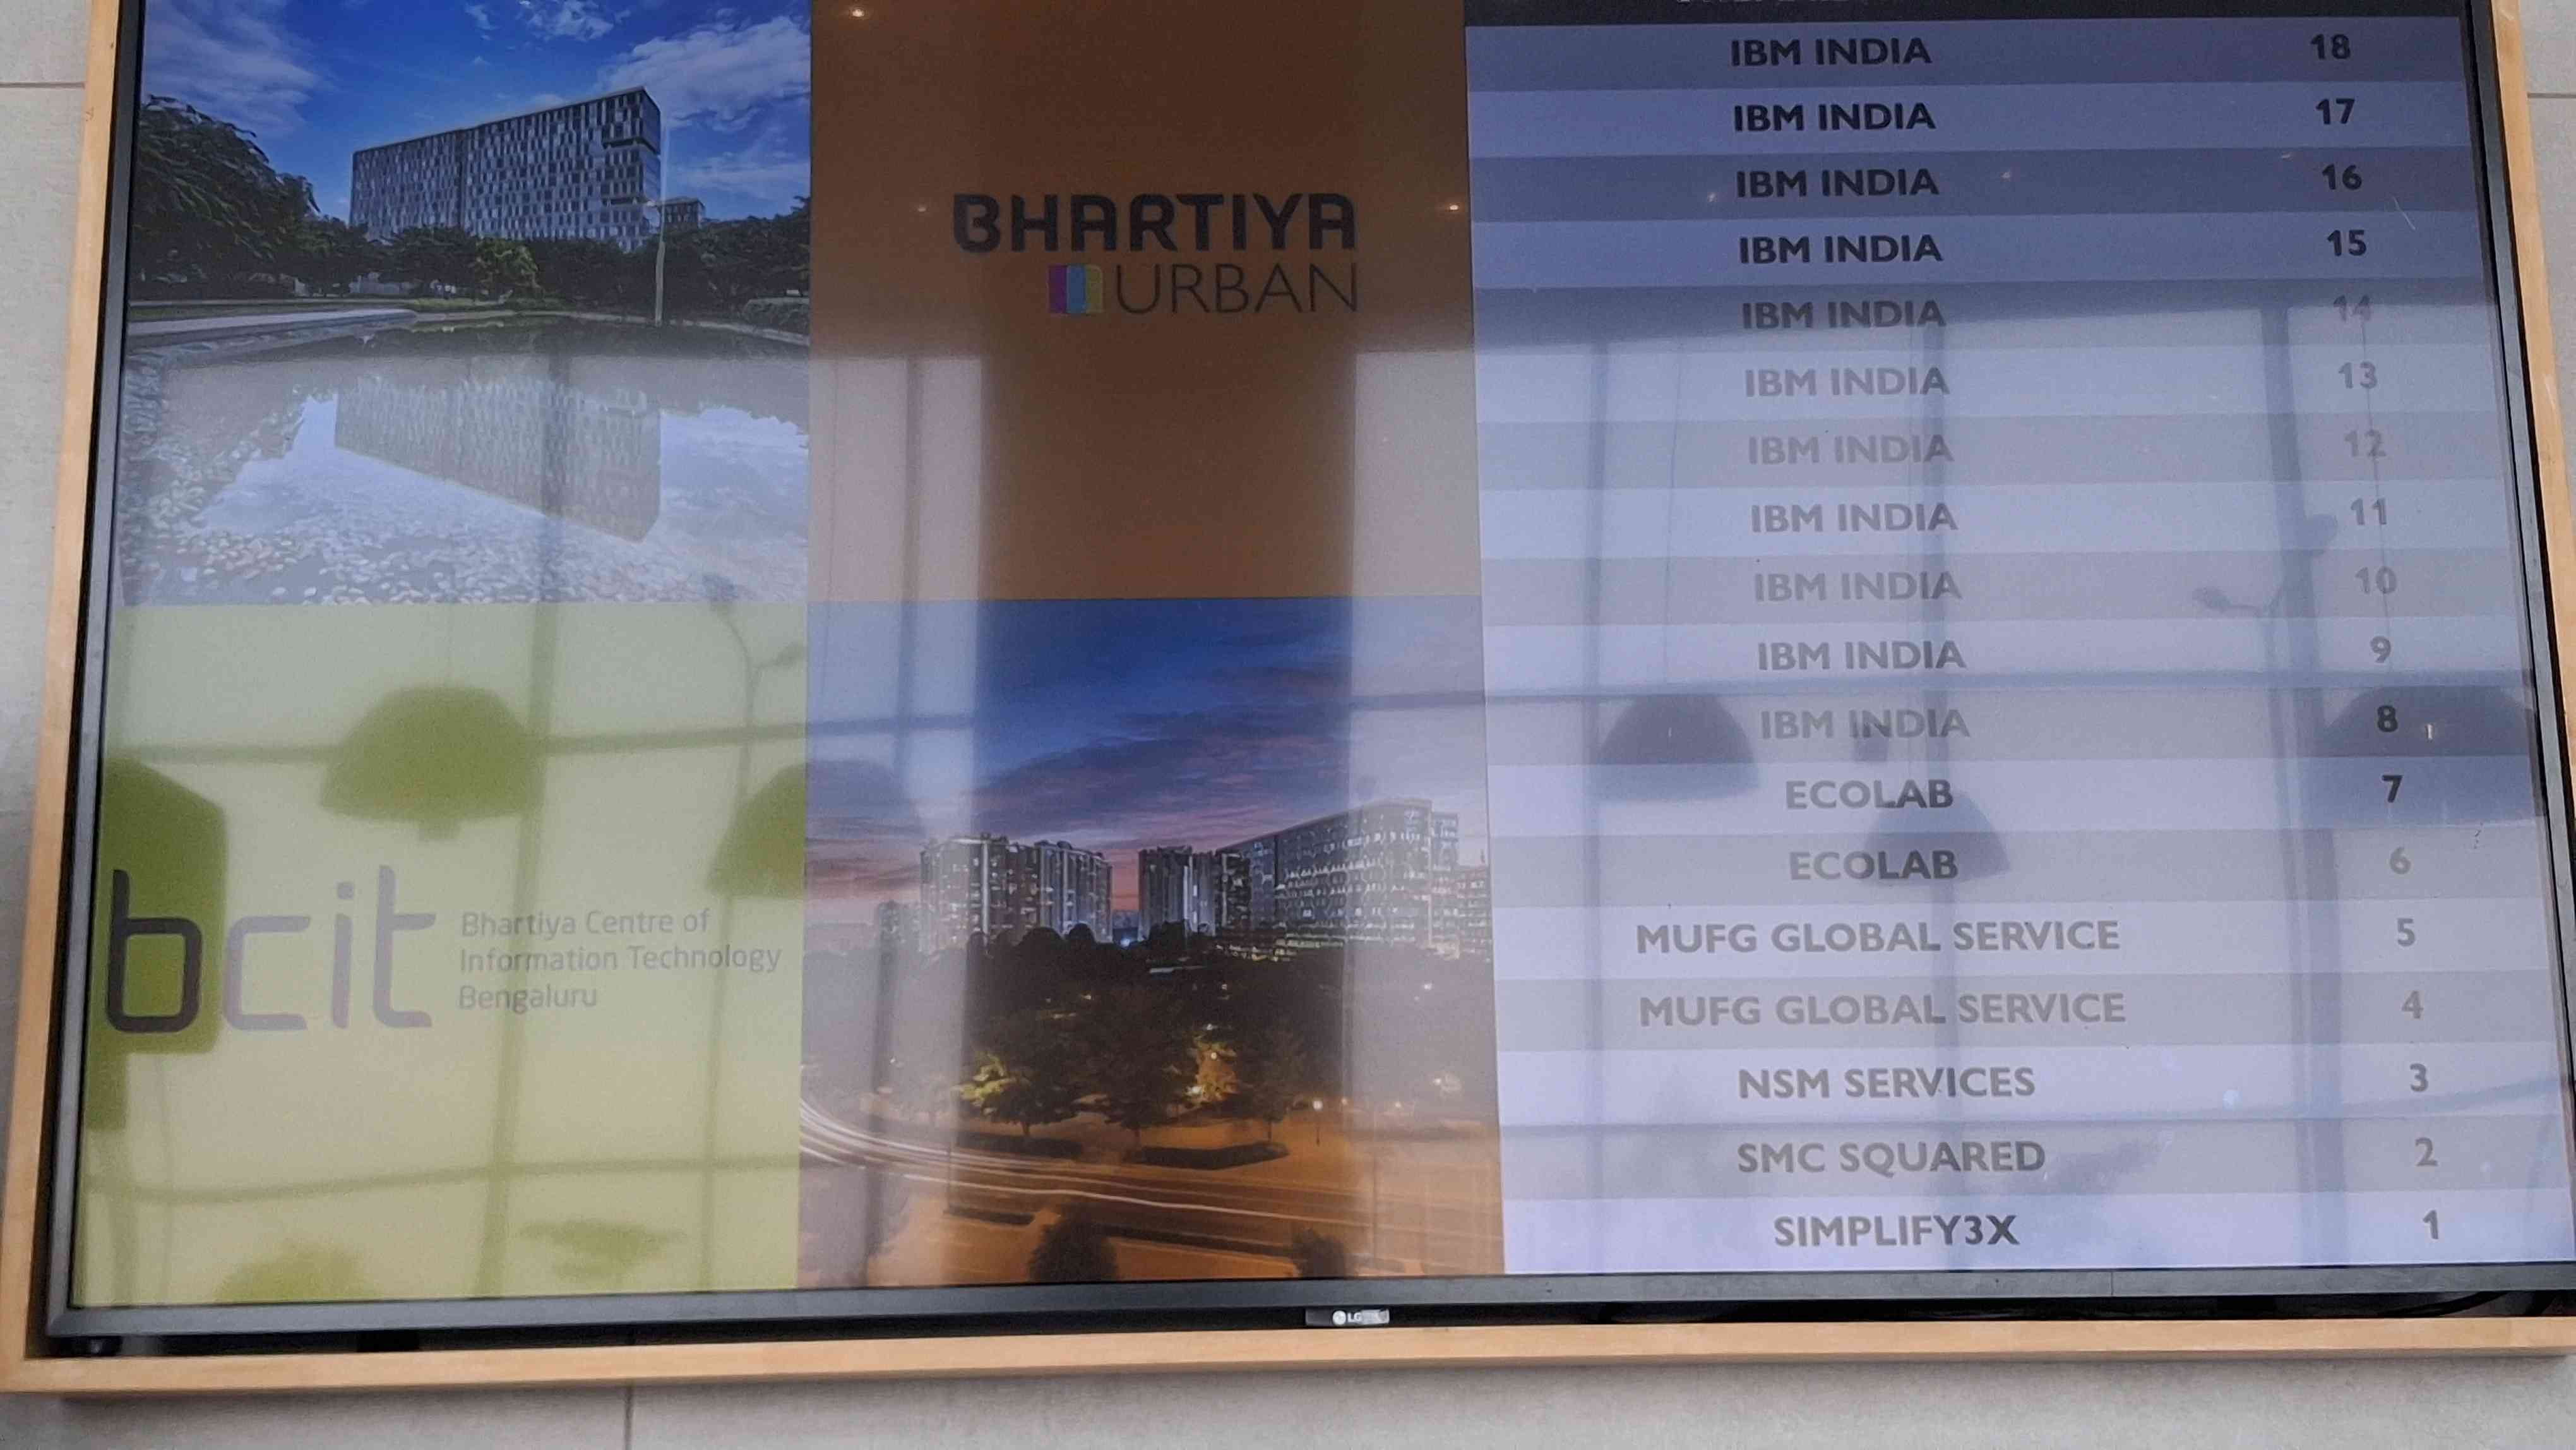 BHARTIYA
URBAN
bcit
Bhartiya Centre of
Information Technology
Bengaluru
IBM INDIA 18
IBM INDIA 17
IBM INDIA 16
IBM INDIA 15
IBM INDIA 14
IBM INDIA 13
IBM INDIA 12
IBM INDIA 11
IBM INDIA 10
IBM INDIA 9
IBM INDIA 8
ECOLAB 7
ECOLAB 6
MUFG GLOBAL SERVICE 5
MUFG GLOBAL SERVICE 4
NSM SERVICES 3
SMC SQUARED 2
SIMPLIFY3X 1
LG